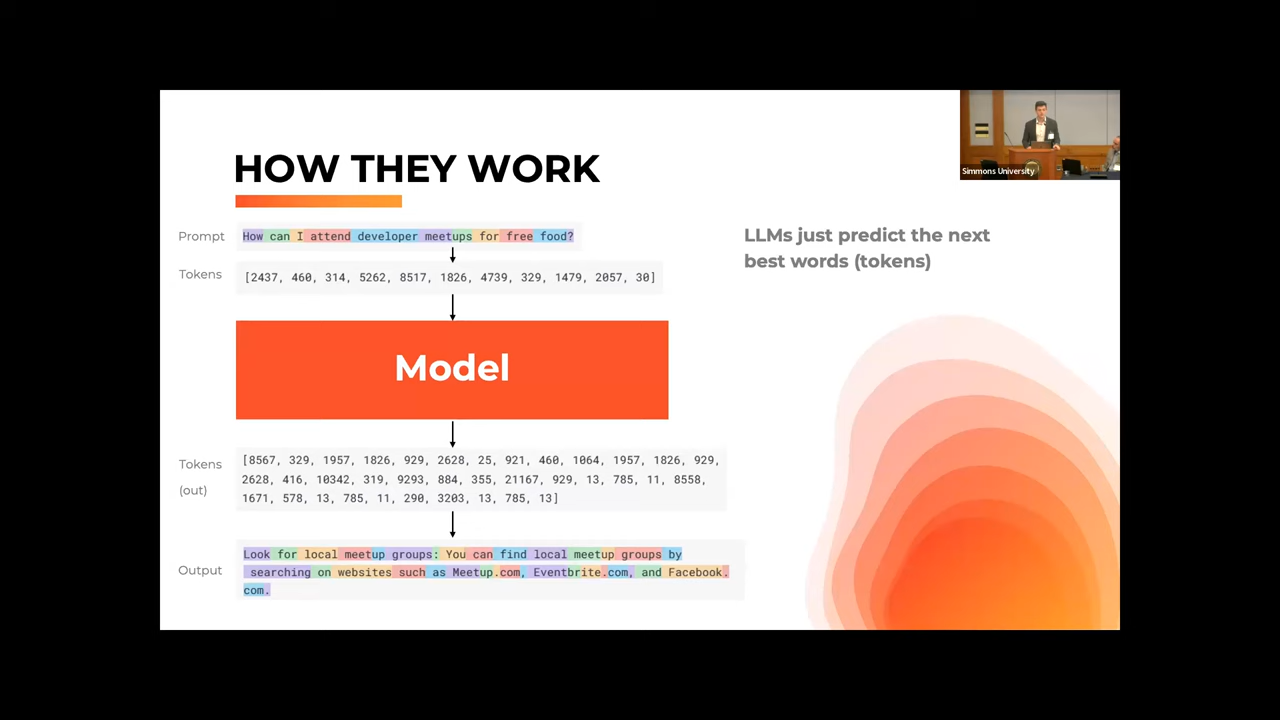 HOW THEY WORK
Simmons University
Prompt
How can I attend developer meetups for free food?
LLMs just predict the next
best words (tokens)
Tokens
[2437, 460, 314, 5262, 8517, 1826, 4739, 329, 1479, 2057, 30]
Model
Tokens
(out)
[8567, 329, 1957, 1826, 929, 2628, 25, 921, 460, 1064, 1957, 1826, 929,
2628, 416, 10342, 319, 9293, 884, 355, 21167, 929, 13, 785, 11, 8558,
1671, 578, 13, 785, 11, 290, 3203, 13, 785, 13]
Output
Look for local meetup groups: You can find local meetup groups by
searching on websites such as Meetup.com, Eventbrite.com, and Facebook.
com.